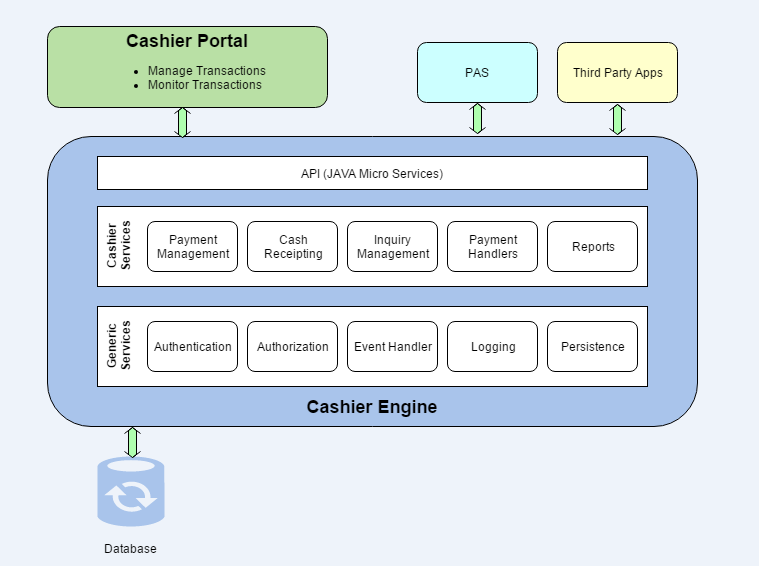 Cashier Portal
• Manage Transactions
• Monitor Transactions
PAS
Third Party Apps
API (JAVA Micro Services)
Cashier
Services
Payment
Management
Cash
Receipting
Inquiry
Management
Payment
Handlers
Reports
Generic
Services
Authentication
Authorization
Event Handler
Logging
Persistence
Cashier Engine
Database